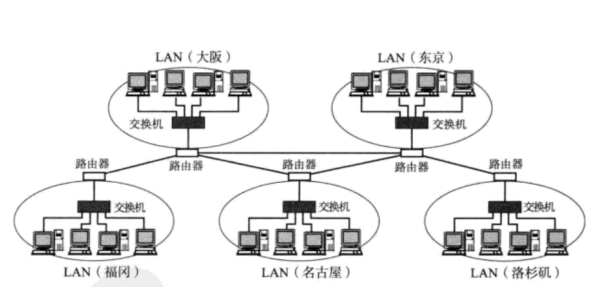 LAN（大阪）
LAN（东京）
交换机
交换机
路由器
路由器
路由器
路由器
路由器
交换机
交换机
交换机
LAN（福冈）
LAN（名古屋）
LAN（洛杉矶）